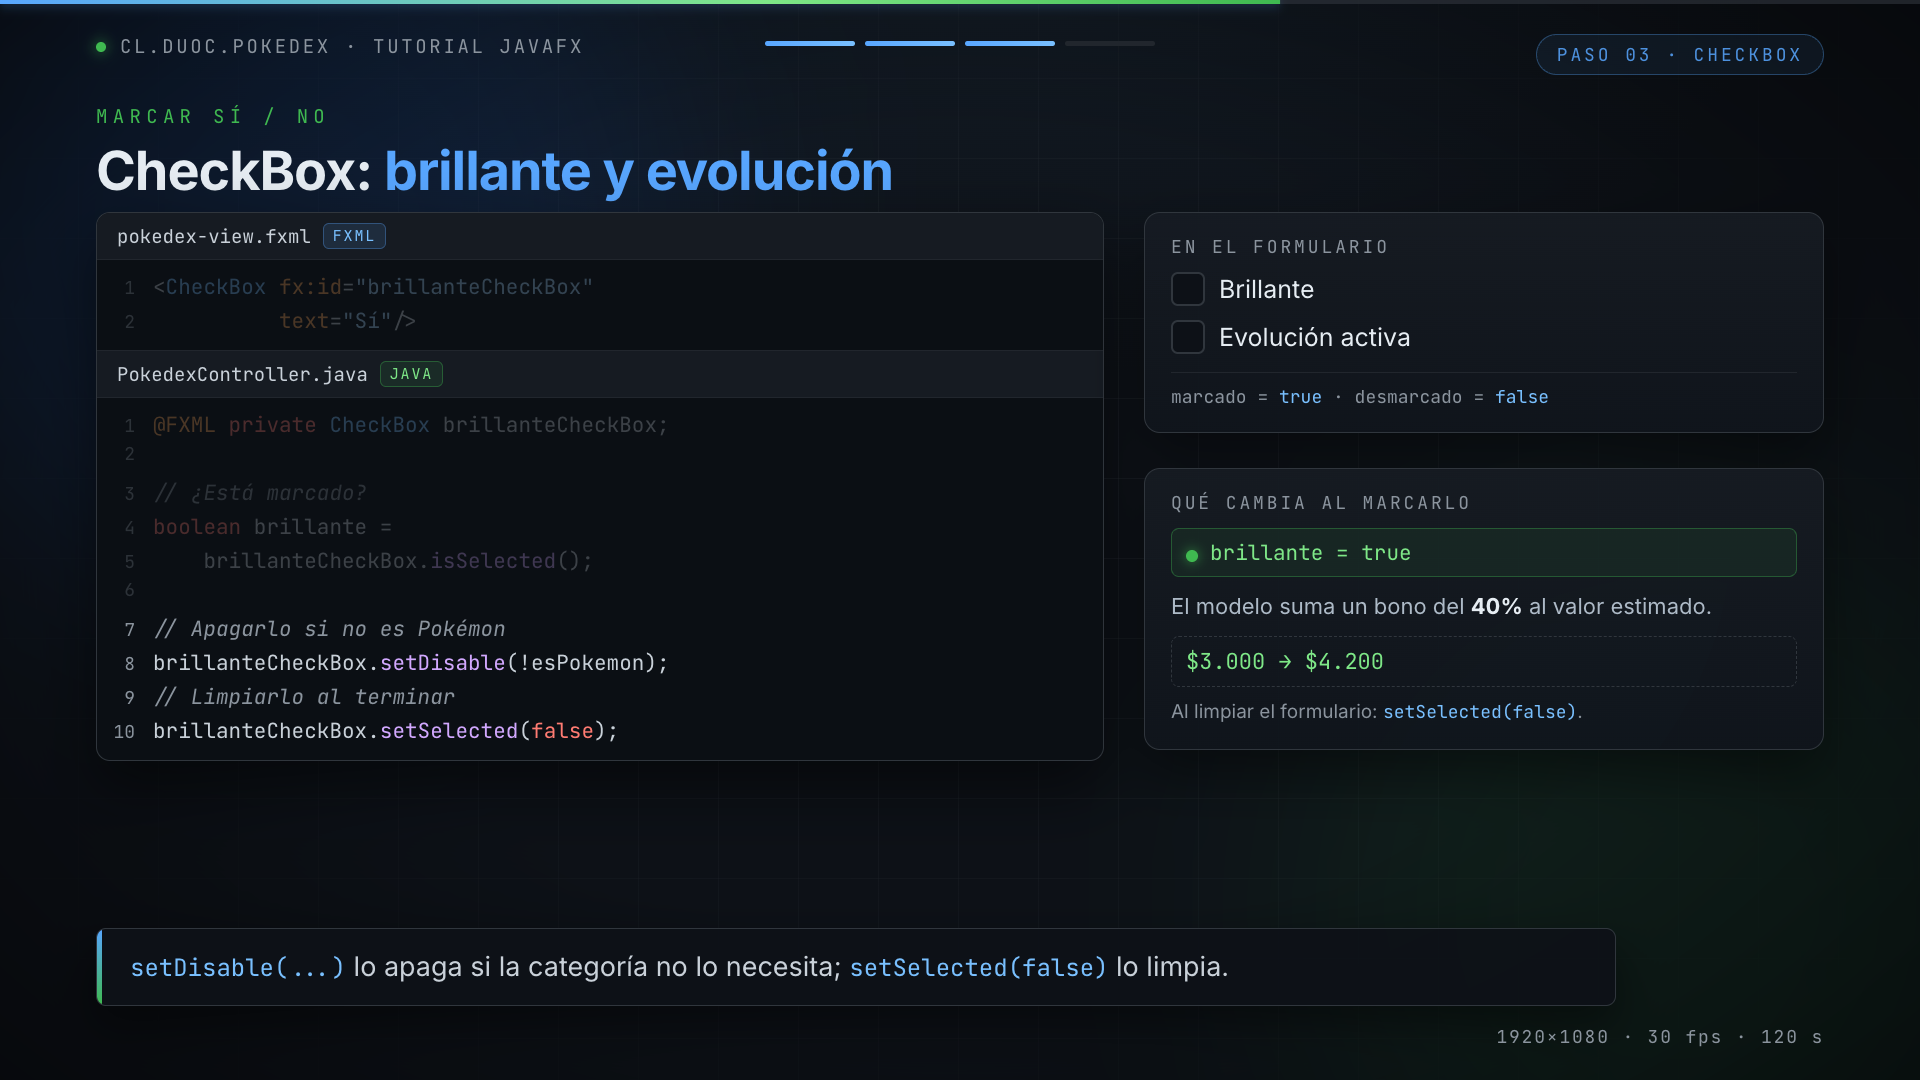 CL.DUOC.POKEDEX · TUTORIAL JAVAFX
PASO 03 · CHECKBOX
MARCAR SÍ / NO
CheckBox: brillante y evolución
pokedex-view.fxml FXML
1 <CheckBox fx:id="brillanteCheckBox"
2 text="Sí"/>
PokedexController.java JAVA
1 @FXML private CheckBox brillanteCheckBox;
2
3 // ¿Está marcado?
4 boolean brillante =
5 brillanteCheckBox.isSelected();
6
7 // Apagarlo si no es Pokémon
8 brillanteCheckBox.setDisable(!esPokemon);
9 // Limpiarlo al terminar
10 brillanteCheckBox.setSelected(false);
EN EL FORMULARIO
Brillante
Evolución activa
marcado = true · desmarcado = false
QUÉ CAMBIA AL MARCARLO
brillante = true
El modelo suma un bono del 40% al valor estimado.
$3.000 → $4.200
Al limpiar el formulario: setSelected(false).
setDisable(...) lo apaga si la categoría no lo necesita; setSelected(false) lo limpia.
1920×1080 · 30 fps · 120 s